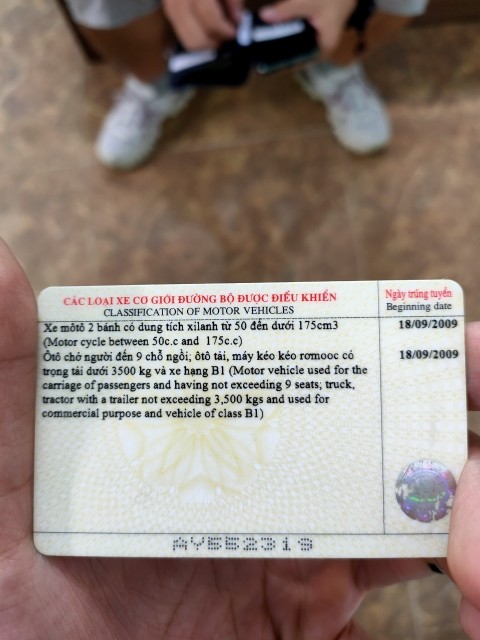 CÁC LOẠI XE CƠ GIỚI ĐƯỜNG BỘ ĐƯỢC ĐIỀU KHIỂN
CLASSIFICATION OF MOTOR VEHICLES
Ngày trúng tuyển
Beginning date
Xe môtô 2 bánh có dung tích xilanh từ 50 đến dưới 175cm3
(Motor cycle between 50c.c and 175c.c)
18/09/2009
Ôtô chở người đến 9 chỗ ngồi; ôtô tải, máy kéo kéo rơmooc có
trọng tải dưới 3500 kg và xe hạng B1 (Motor vehicle used for the
carriage of passengers and having not exceeding 9 seats; truck,
tractor with a trailer not exceeding 3,500 kgs and used for
commercial purpose and vehicle of class B1)
18/09/2009
AY552319